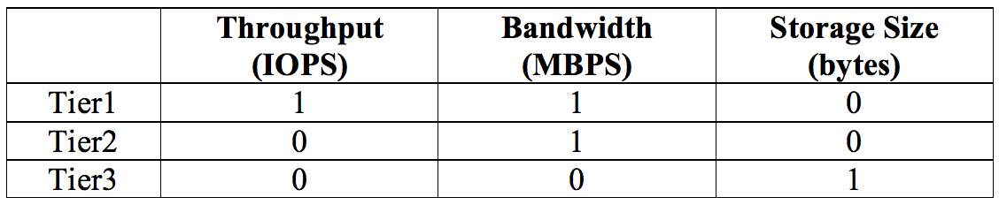 Throughput Bandwidth Storage Size
(IOPS) (MBPS) (bytes)
Tier1 1 1 0
Tier2 0 1 0
Tier3 0 0 1